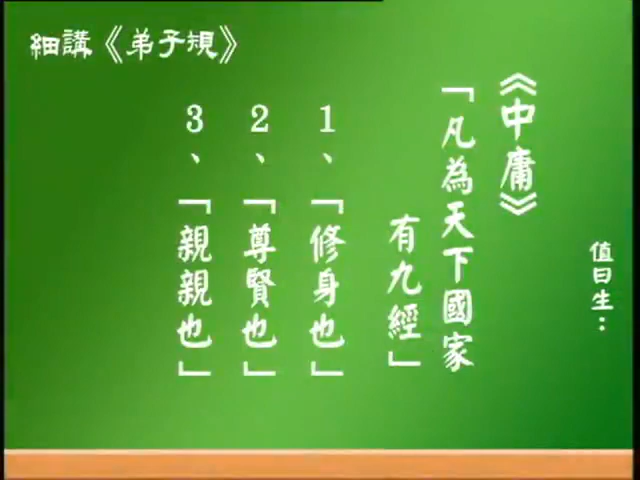 細講《弟子規》
《中庸》
「凡為天下國家
有九經」
1、「修身也」
2、「尊賢也」
3、「親親也」
值日生：